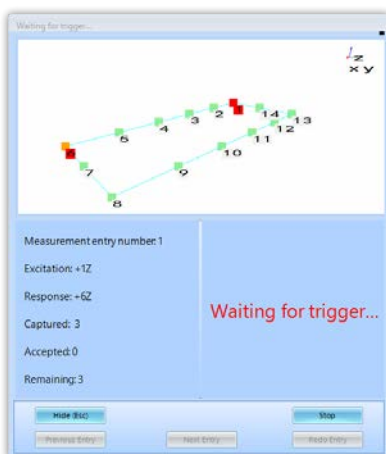 Waiting for trigger...
z
x y
1
2
3
4
5
6
7
8
9
10
11
12
13
14
Measurement entry number: 1
Excitation: +1Z
Response: +6Z
Captured: 3
Accepted: 0
Remaining: 3
Waiting for trigger...
Hide (Esc)
Stop
Previous Entry
Next Entry
Redo Entry